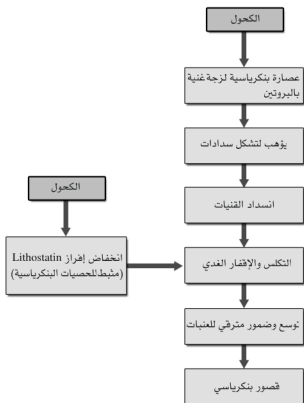 الكحول
عصارة بنكرياسية لزجة غنية
بالبروتين
يؤهب لتشكل سدادات
انسداد القنيات
الكحول
انخفاض إفراز Lithostatin
(مثبط للحصيات البنكرياسية)
التكلس والإقفار الغدي
توسع وضمور مترقي للعنبات
قصور بنكرياسي